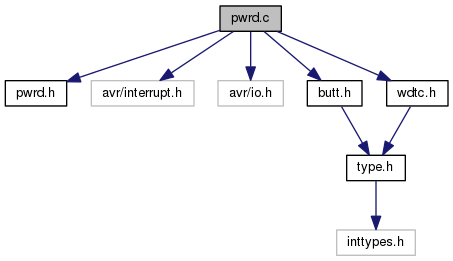 pwrd.c
pwrd.h
avr/interrupt.h
avr/io.h
butt.h
wdtc.h
type.h
inttypes.h